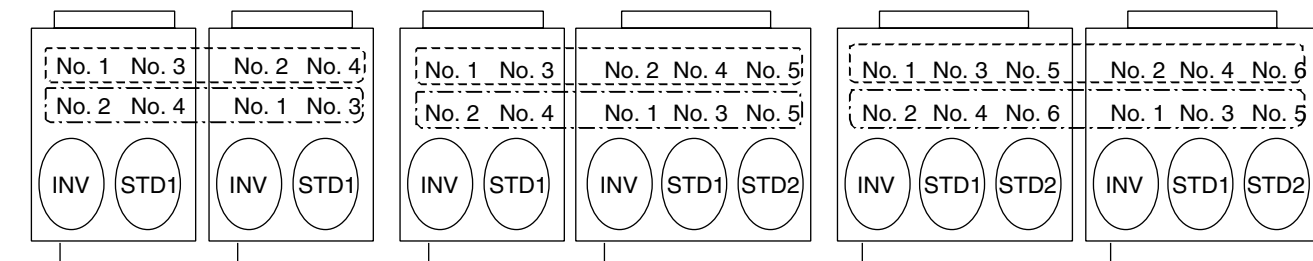 No. 1 No. 3 No. 2 No. 4
No. 2 No. 4 No. 1 No. 3
INV STD1 INV STD1
No. 1 No. 3 No. 2 No. 4 No. 5
No. 2 No. 4 No. 1 No. 3 No. 5
INV STD1 INV STD1 STD2
No. 1 No. 3 No. 5 No. 2 No. 4 No. 6
No. 2 No. 4 No. 6 No. 1 No. 3 No. 5
INV STD1 STD2 INV STD1 STD2